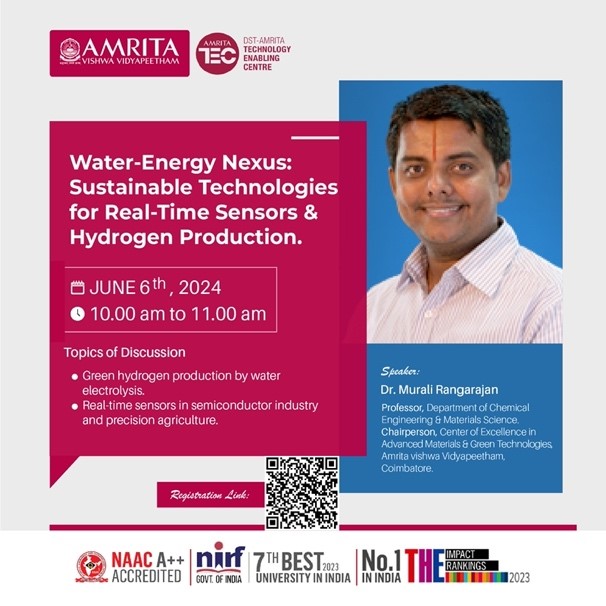 AMRITA
VISHWA VIDYAPEETHAM
AMRITA
TEC
DST-AMRITA
TECHNOLOGY
ENABLING
CENTRE
Water-Energy Nexus:
Sustainable Technologies
for Real-Time Sensors &
Hydrogen Production.
JUNE 6th, 2024
10.00 am to 11.00 am
Topics of Discussion
• Green hydrogen production by water
electrolysis.
• Real-time sensors in semiconductor industry
and precision agriculture.
Speaker:
Dr. Murali Rangarajan
Professor, Department of Chemical
Engineering & Materials Science.
Chairperson, Center of Excellence in
Advanced Materials & Green Technologies,
Amrita vishwa Vidyapeetham,
Coimbatore.
Registration Link:
NAAC A++
ACCREDITED
nirf
GOVT. OF INDIA
7TH BEST 2023
UNIVERSITY IN INDIA
No.1
IN INDIA
THE IMPACT
RANKINGS
2023